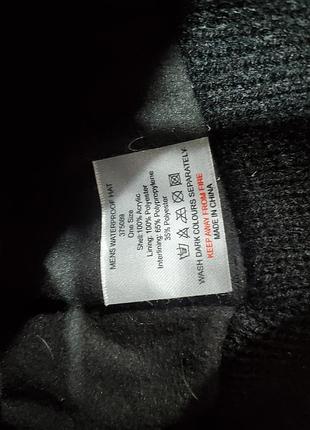 MENS WATERPROOF HAT
375089
One Size
Shell: 100% Acrylic
Lining: 100% Polyester
Interlining: 65% Polypropylene
35% Polyester
WASH DARK COLOURS SEPARATELY
KEEP AWAY FROM FIRE
MADE IN CHINA